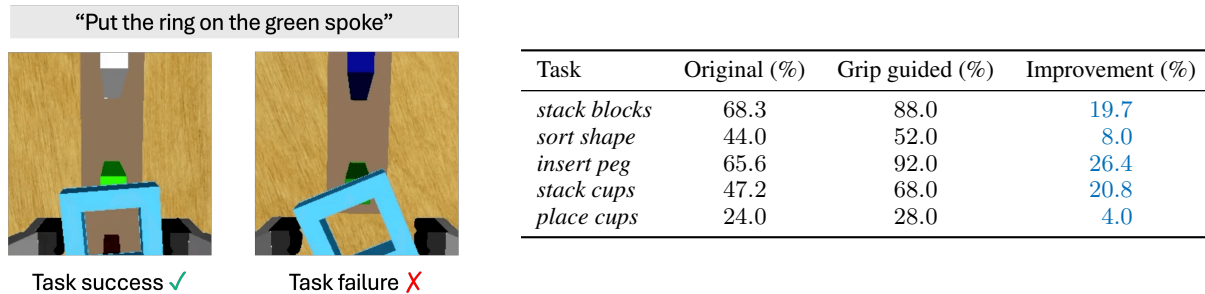 “Put the ring on the green spoke”
Task success ✓
Task failure ✗
Task Original (%) Grip guided (%) Improvement (%)
stack blocks 68.3 88.0 19.7
sort shape 44.0 52.0 8.0
insert peg 65.6 92.0 26.4
stack cups 47.2 68.0 20.8
place cups 24.0 28.0 4.0